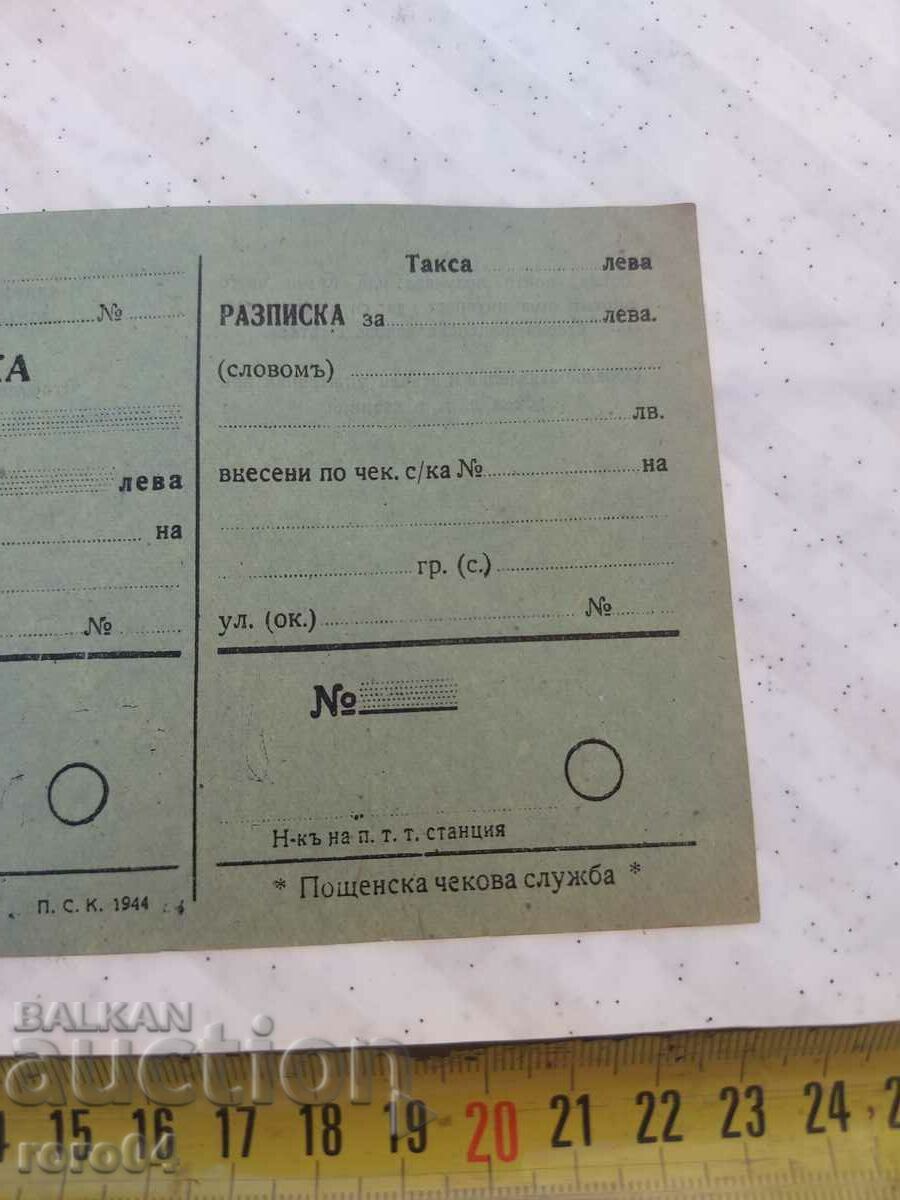 №
КА
лева
на
№
П. С. К. 1944
Такса лева
РАЗПИСКА за лева.
(словомъ)
лв.
внесени по чек. с/ка № на
гр. (с.)
ул. (ок.) №
№
Н-къ на п. т. т. станция
* Пощенска чекова служба *
BALKAN
auction
15 16 17 18 19 20 21 22 23 24
roro04